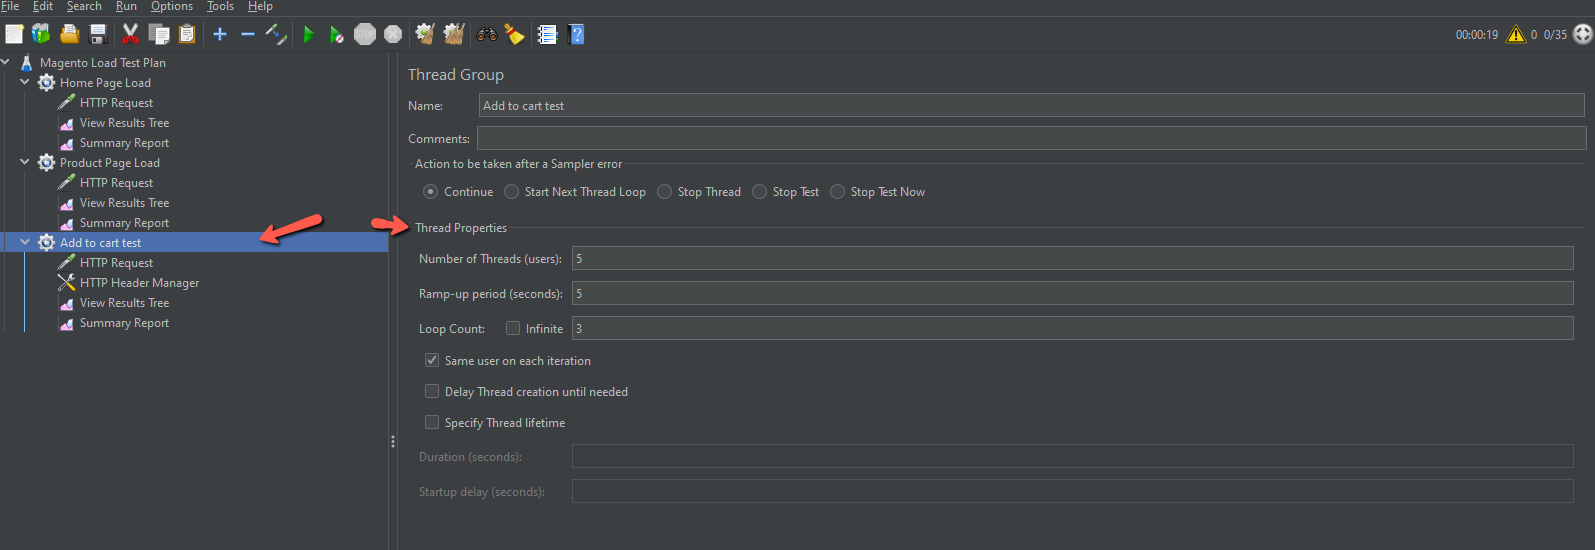 File Edit Search Run Options Tools Help
STOP 00:00:19 0 0/35
Magento Load Test Plan
Home Page Load
HTTP Request
View Results Tree
Summary Report
Product Page Load
HTTP Request
View Results Tree
Summary Report
Add to cart test
HTTP Request
HTTP Header Manager
View Results Tree
Summary Report
Thread Group
Name: Add to cart test
Comments:
Action to be taken after a Sampler error
Continue Start Next Thread Loop Stop Thread Stop Test Stop Test Now
Thread Properties
Number of Threads (users): 5
Ramp-up period (seconds): 5
Loop Count: Infinite 3
Same user on each iteration
Delay Thread creation until needed
Specify Thread lifetime
Duration (seconds):
Startup delay (seconds):